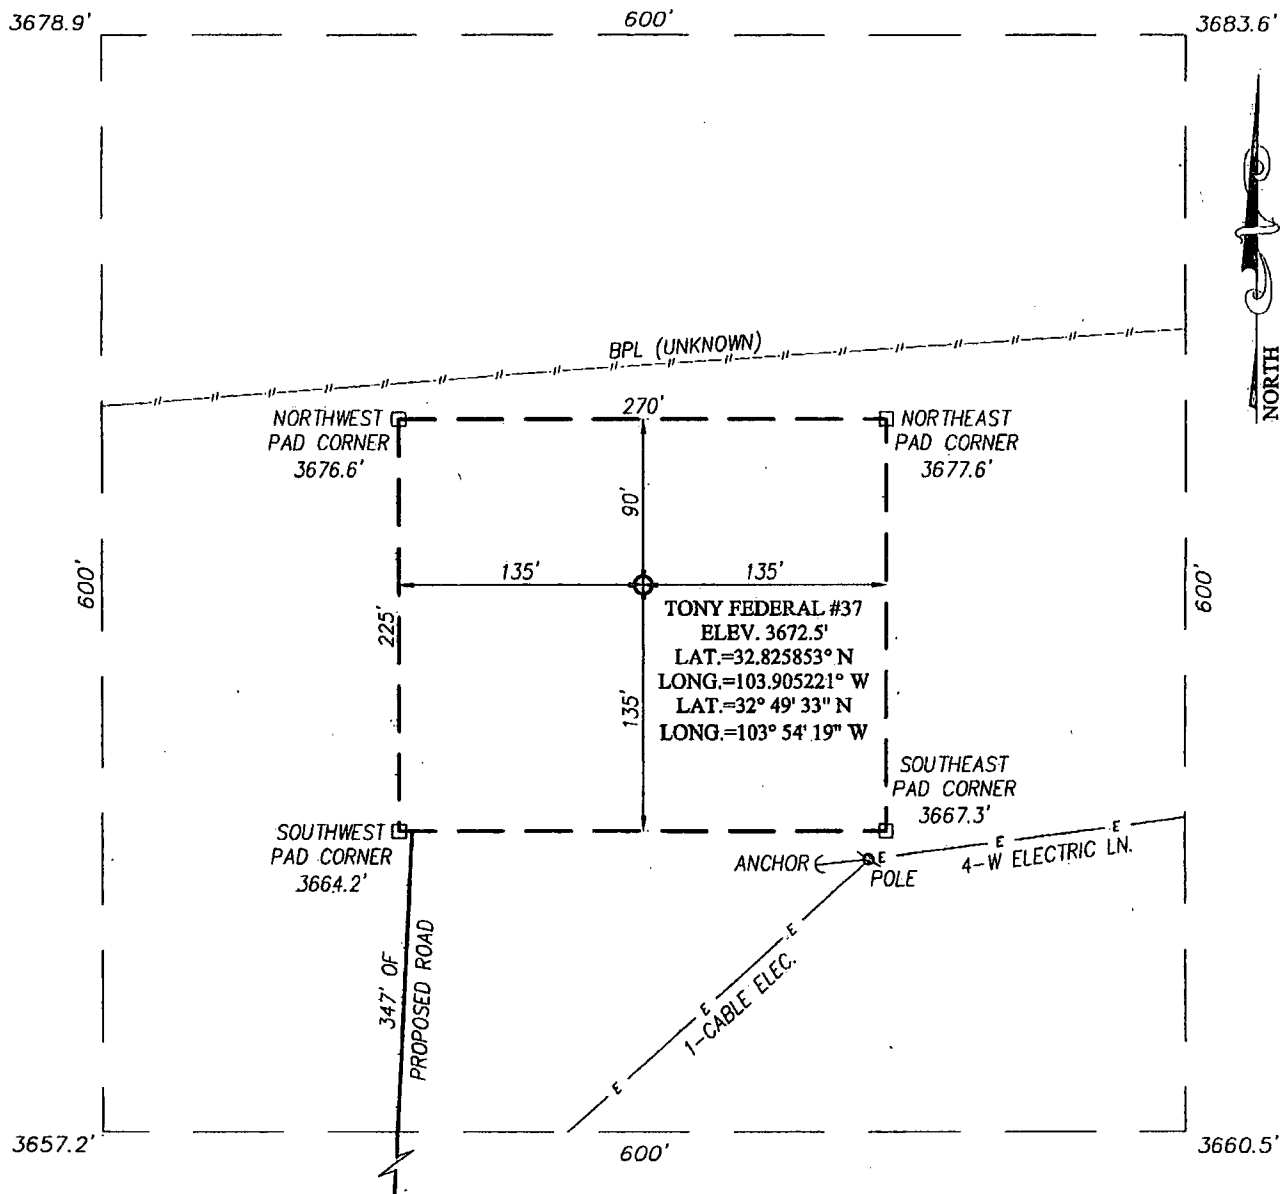 3678.9'
600'
3683.6'
NORTH
BPL (UNKNOWN)
NORTHWEST
PAD CORNER
3676.6'
270'
NORTHEAST
PAD CORNER
3677.6'
90'
600'
225'
135'
135'
600'
TONY FEDERAL #37
ELEV. 3672.5'
LAT.=32.825853° N
LONG.=103.905221° W
LAT.=32° 49' 33" N
LONG.=103° 54' 19" W
135'
SOUTHEAST
PAD CORNER
3667.3'
SOUTHWEST
PAD CORNER
3664.2'
ANCHOR
E
POLE
E
E
4-W ELECTRIC LN.
347' OF
PROPOSED ROAD
E
E
E
1-CABLE ELEC.
3657.2'
600'
3660.5'